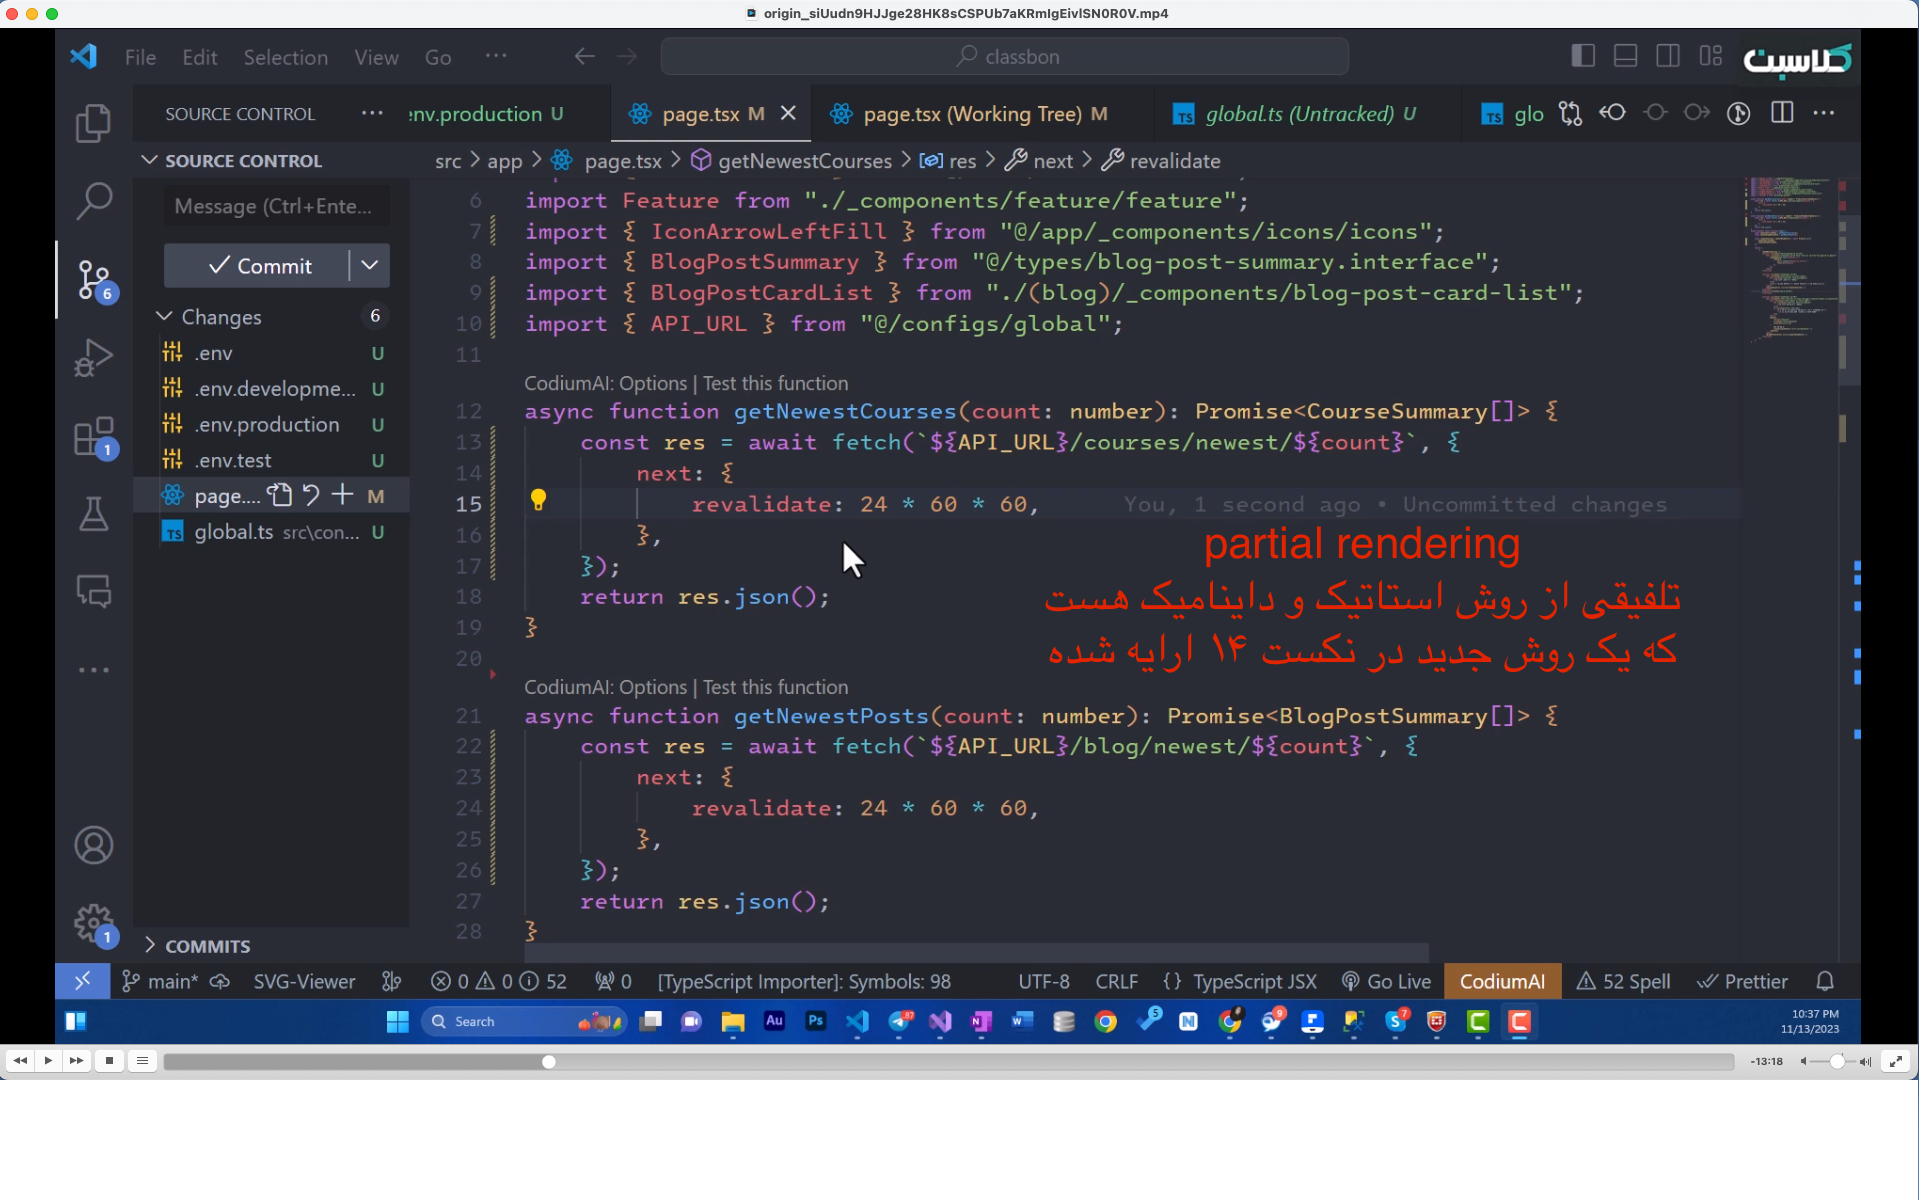 origin_siUudn9HJJge28HK8sCSPUb7aKRmIgEivlSN0R0V.mp4
File Edit Selection View Go ··· classbon کلاسبن
SOURCE CONTROL ··· .env.production U page.tsx M page.tsx (Working Tree) M global.ts (Untracked) U glo
SOURCE CONTROL src > app > page.tsx > getNewestCourses > res > next > revalidate
Message (Ctrl+Ente...
Commit
Changes 6
.env U
.env.developme... U
.env.production U
.env.test U
page.... M
global.ts src\con... U
COMMITS
6 import Feature from "./_components/feature/feature";
7 import { IconArrowLeftFill } from "@/app/_components/icons/icons";
8 import { BlogPostSummary } from "@/types/blog-post-summary.interface";
9 import { BlogPostCardList } from "./(blog)/_components/blog-post-card-list";
10 import { API_URL } from "@/configs/global";
11
CodiumAI: Options | Test this function
12 async function getNewestCourses(count: number): Promise<CourseSummary[]> {
13 const res = await fetch(`${API_URL}/courses/newest/${count}`, {
14 next: {
15 revalidate: 24 * 60 * 60, You, 1 second ago • Uncommitted changes
16 },
17 });
18 return res.json();
19 }
20
partial rendering
تلفیقی از روش استاتیک و داینامیک هست
که یک روش جدید در نکست ۱۴ ارایه شده
CodiumAI: Options | Test this function
21 async function getNewestPosts(count: number): Promise<BlogPostSummary[]> {
22 const res = await fetch(`${API_URL}/blog/newest/${count}`, {
23 next: {
24 revalidate: 24 * 60 * 60,
25 },
26 });
27 return res.json();
28 }
main* SVG-Viewer 0 0 52 0 [TypeScript Importer]: Symbols: 98 UTF-8 CRLF {} TypeScript JSX Go Live CodiumAI 52 Spell Prettier
Search 10:37 PM
11/13/2023
-13:18